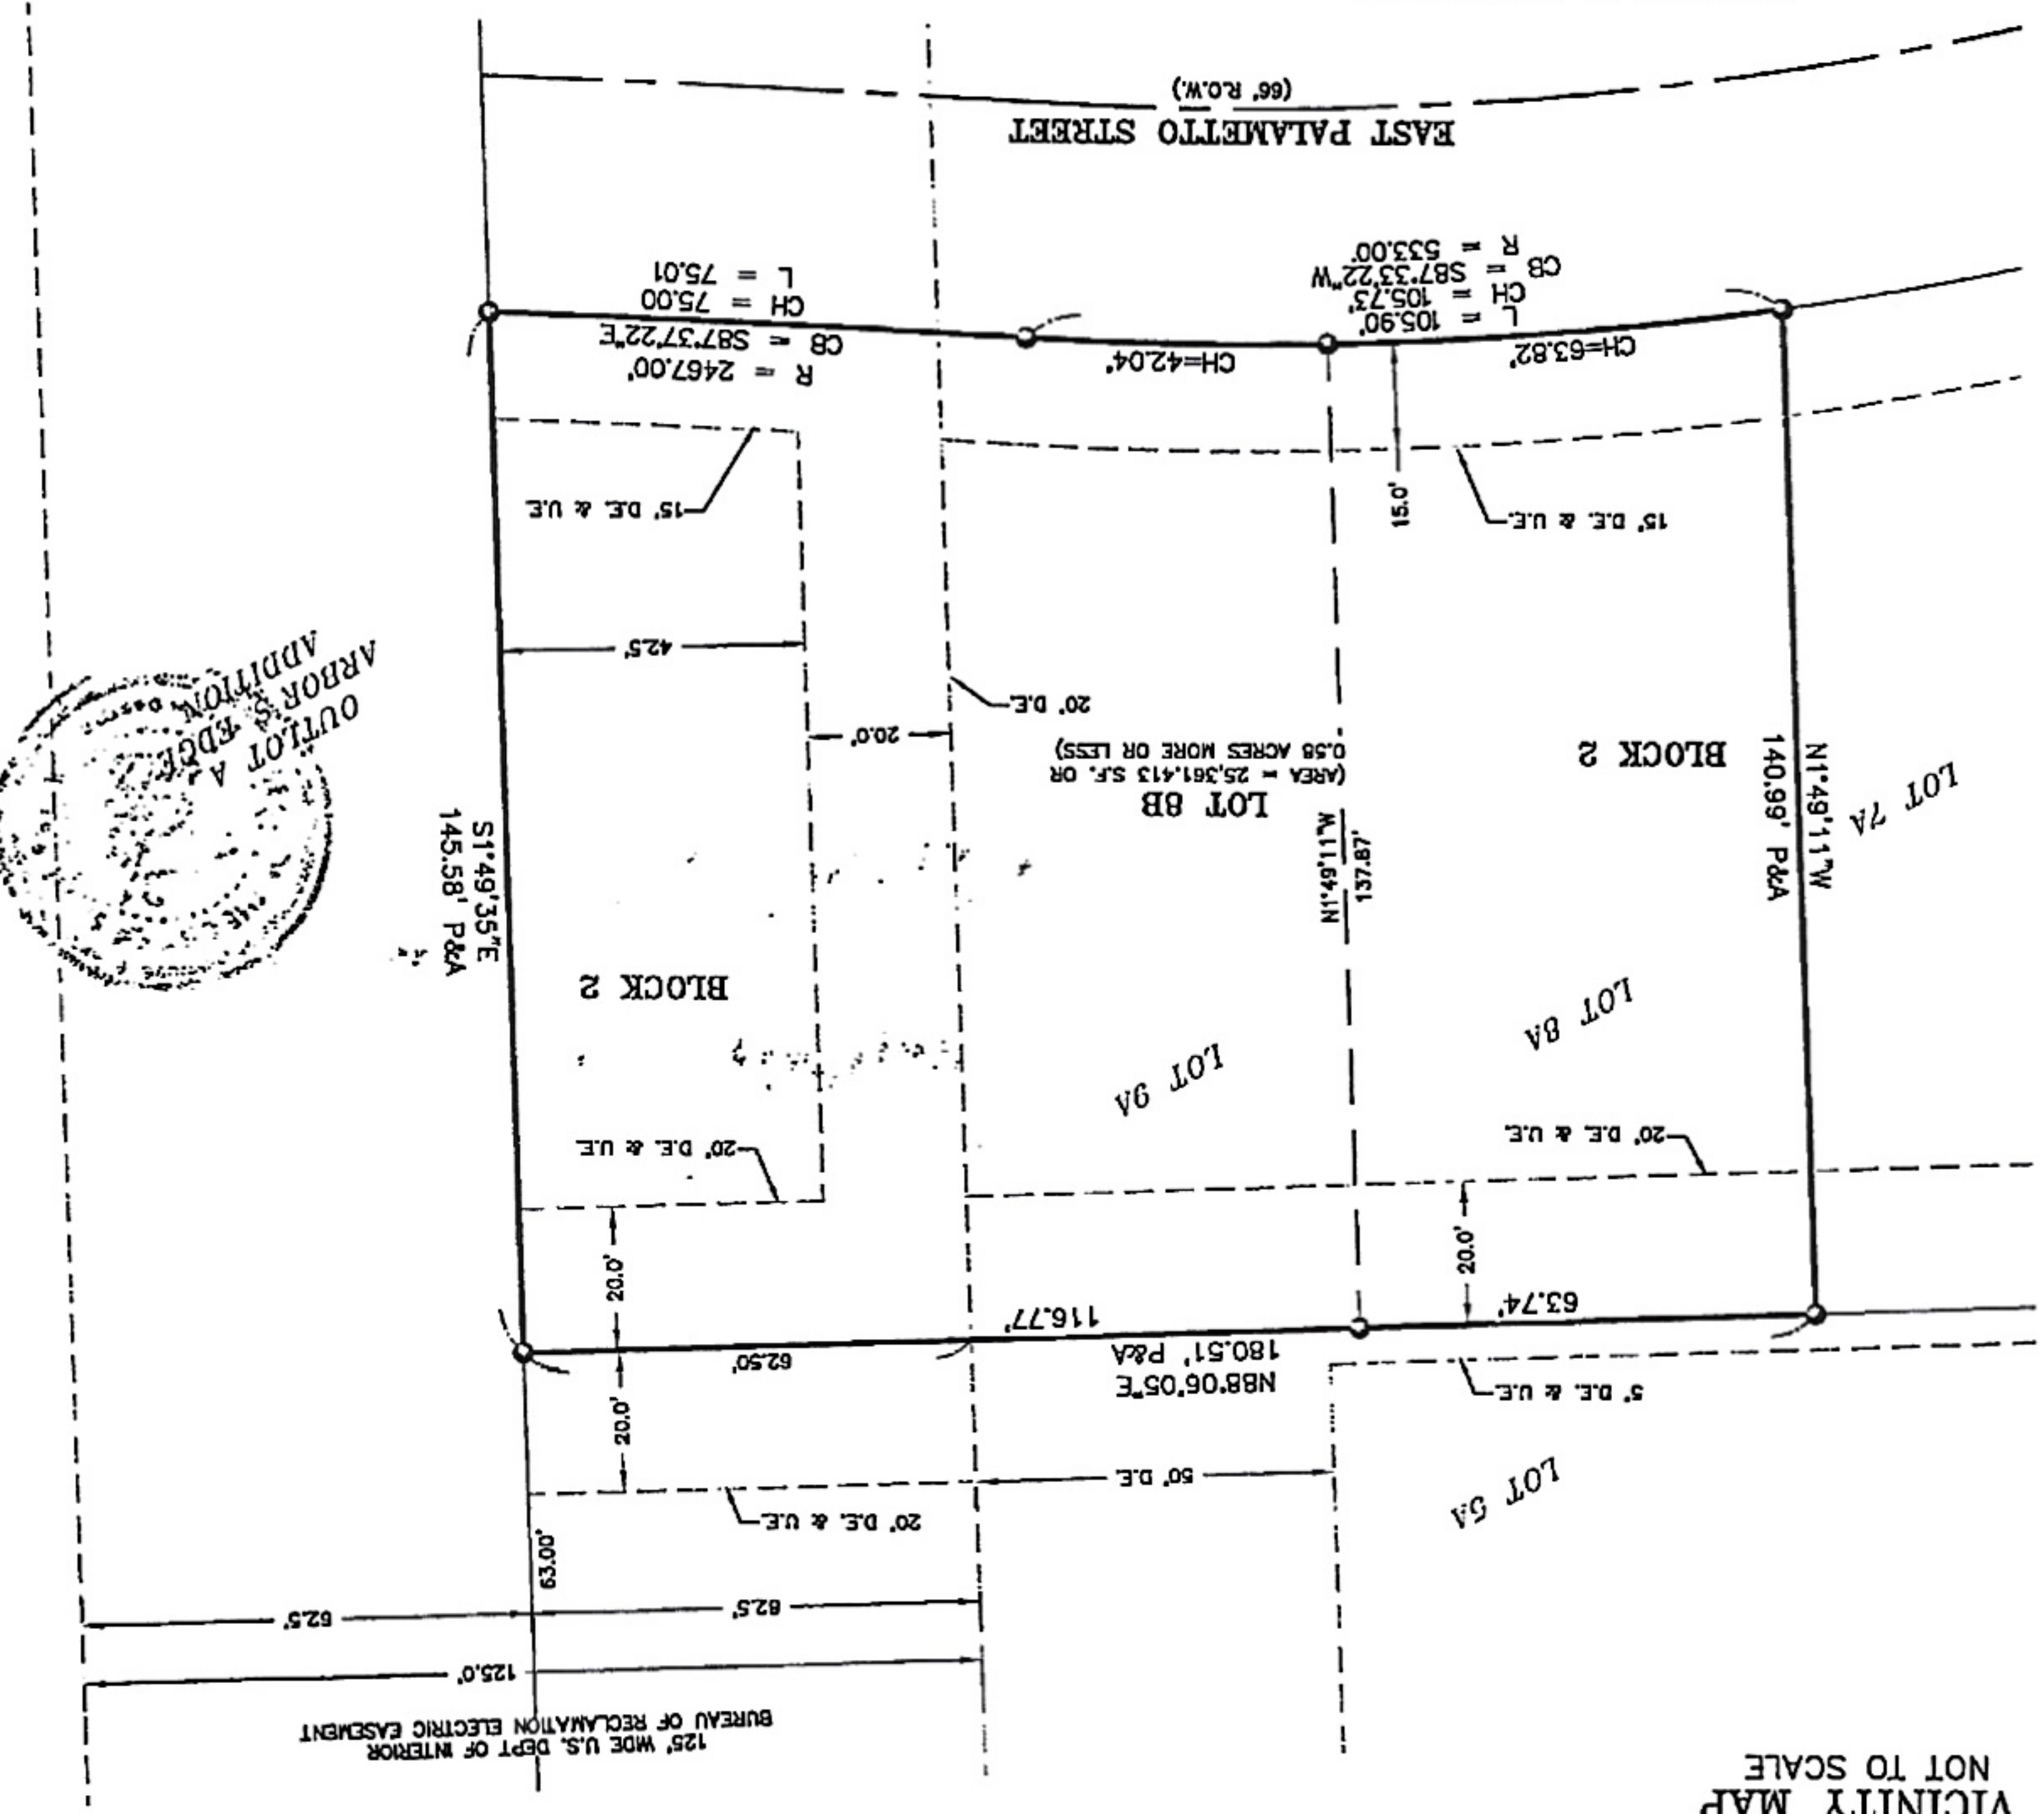 VICINITY MAP
NOT TO SCALE
125' WIDE U.S. DEPT OF INTERIOR
BUREAU OF RECLAMATION ELECTRIC EASEMENT
125.0'
62.5'
82.5'
63.00'
20' D.E. & U.E.
50' D.E.
LOT 5A
5' D.E. & U.E.
20.0'
N88°06'05"E
180.51' P&A
62.50'
116.77'
63.74'
20.0'
20.0'
20' D.E. & U.E.
20' D.E. & U.E.
LOT 9A
LOT 8A
BLOCK 2
S1°49'35"E
145.58' P&A
N1°49'11"W
137.87'
LOT 8B
(AREA = 25,361.413 S.F. OR
0.58 ACRES MORE OR LESS)
BLOCK 2
N1°49'11"W
140.99' P&A
LOT 7A
OUTLOT A
ARBOR'S EDGE
ADDITION
20.0'
20' D.E.
42.5'
15' D.E. & U.E.
15' D.E. & U.E.
15.0'
R = 2467.00'
CB = S87°37'22"E
CH = 75.00
L = 75.01
CH=42.04'
CH=63.82'
L = 105.90'
CH = 105.73'
CB = S87°33'22"W
R = 533.00'
EAST PALAMETTO STREET
(66' R.O.W.)